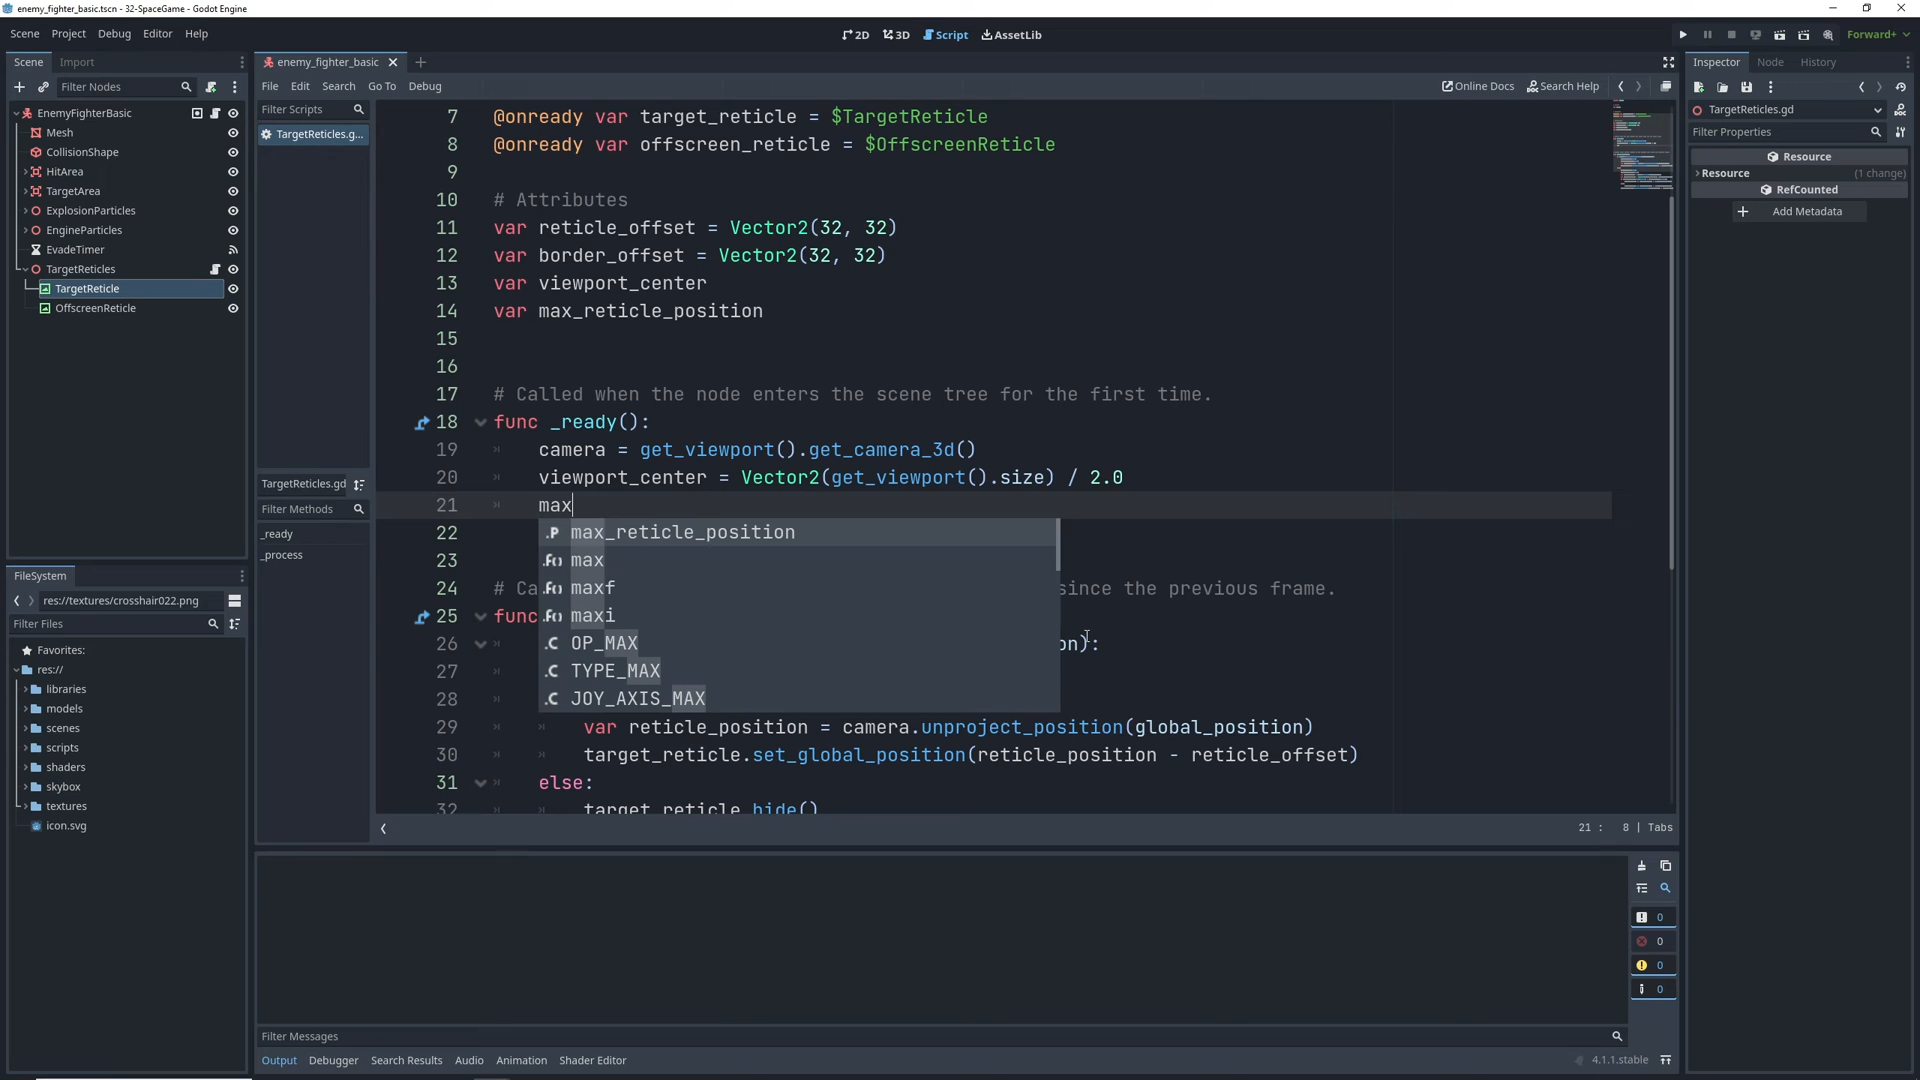 enemy_fighter_basic.tscn - 32-SpaceGame - Godot Engine
Scene Project Debug Editor Help
2D 3D Script AssetLib
Forward+
Scene Import
Filter Nodes
EnemyFighterBasic
Mesh
CollisionShape
HitArea
TargetArea
ExplosionParticles
EngineParticles
EvadeTimer
TargetReticles
TargetReticle
OffscreenReticle
FileSystem
res://textures/crosshair022.png
Filter Files
Favorites:
res://
libraries
models
scenes
scripts
shaders
skybox
textures
icon.svg
enemy_fighter_basic
File Edit Search Go To Debug
Online Docs Search Help
Filter Scripts
TargetReticles.g...
TargetReticles.gd
Filter Methods
_ready
_process
7 @onready var target_reticle = $TargetReticle
8 @onready var offscreen_reticle = $OffscreenReticle
9
10 # Attributes
11 var reticle_offset = Vector2(32, 32)
12 var border_offset = Vector2(32, 32)
13 var viewport_center
14 var max_reticle_position
15
16
17 # Called when the node enters the scene tree for the first time.
18 func _ready():
19 camera = get_viewport().get_camera_3d()
20 viewport_center = Vector2(get_viewport().size) / 2.0
21 max
22 .P max_reticle_position
23 .F() max
24 # Ca .F() maxf since the previous frame.
25 func .F() maxi
26 .C OP_MAX on):
27 .C TYPE_MAX
28 .C JOY_AXIS_MAX
29 var reticle_position = camera.unproject_position(global_position)
30 target_reticle.set_global_position(reticle_position - reticle_offset)
31 else:
32 target_reticle.hide()
21 : 8 | Tabs
0
0
0
0
Filter Messages
Output Debugger Search Results Audio Animation Shader Editor
4.1.1.stable
Inspector Node History
TargetReticles.gd
Filter Properties
Resource
Resource (1 change)
RefCounted
Add Metadata